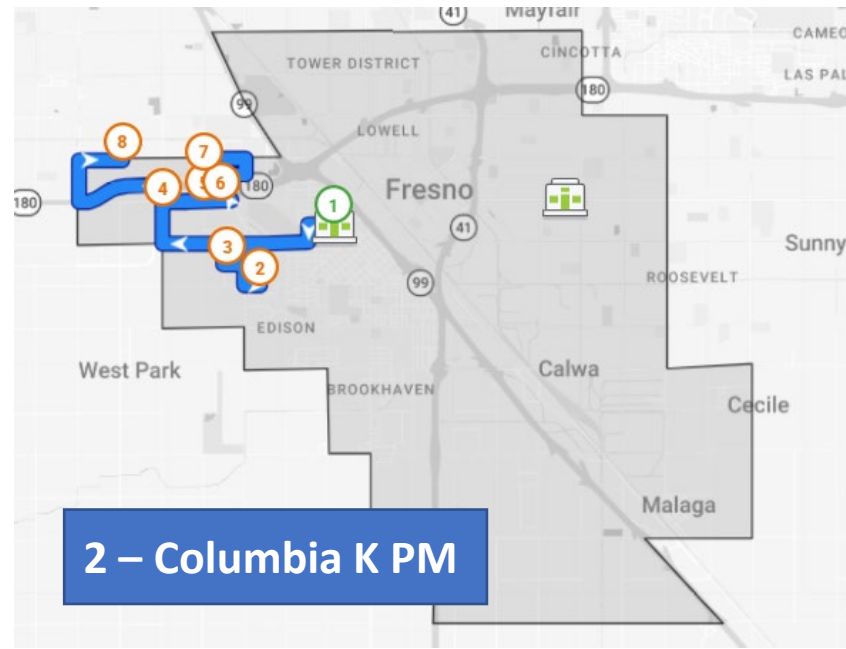 41
Mayfair
CAMEO
CINCOTTA
TOWER DISTRICT
LAS PAL
180
99
LOWELL
8
7
4
5
6
180
Fresno
180
1
41
Sunny
3
2
99
ROOSEVELT
EDISON
West Park
Calwa
BROOKHAVEN
Cecile
Malaga
2 – Columbia K PM